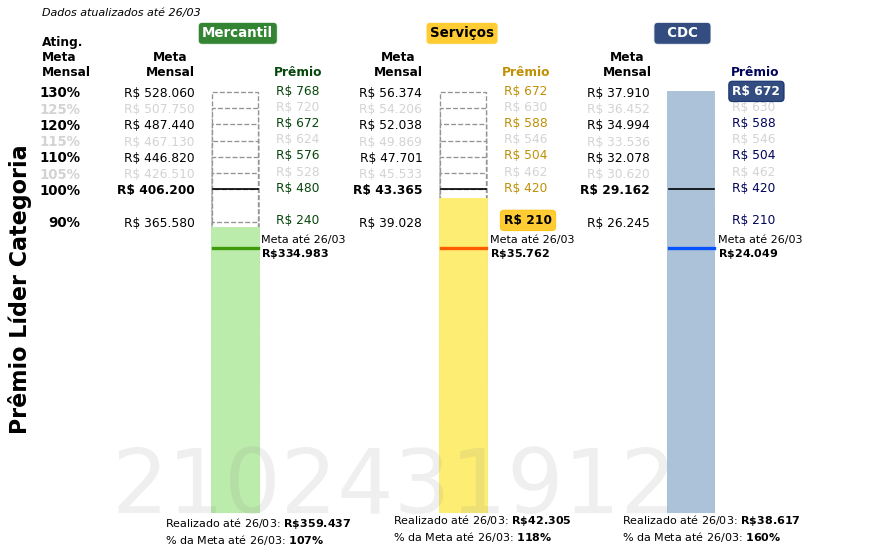 Dados atualizados até 26/03
Mercantil Serviços CDC
Ating. Meta Mensal
Meta Mensal Prêmio Meta Mensal Prêmio Meta Mensal Prêmio
130% R$ 528.060 R$ 768 R$ 56.374 R$ 672 R$ 37.910 R$ 672
125% R$ 507.750 R$ 720 R$ 54.206 R$ 630 R$ 36.452 R$ 630
120% R$ 487.440 R$ 672 R$ 52.038 R$ 588 R$ 34.994 R$ 588
115% R$ 467.130 R$ 624 R$ 49.869 R$ 546 R$ 33.536 R$ 546
110% R$ 446.820 R$ 576 R$ 47.701 R$ 504 R$ 32.078 R$ 504
105% R$ 426.510 R$ 528 R$ 45.533 R$ 462 R$ 30.620 R$ 462
100% R$ 406.200 R$ 480 R$ 43.365 R$ 420 R$ 29.162 R$ 420
90% R$ 365.580 R$ 240 R$ 39.028 R$ 210 R$ 26.245 R$ 210
Meta até 26/03 Meta até 26/03 Meta até 26/03
R$334.983 R$35.762 R$24.049
Prêmio Líder Categoria
2102431912
Realizado até 26/03: R$359.437 Realizado até 26/03: R$42.305 Realizado até 26/03: R$38.617
% da Meta até 26/03: 107% % da Meta até 26/03: 118% % da Meta até 26/03: 160%